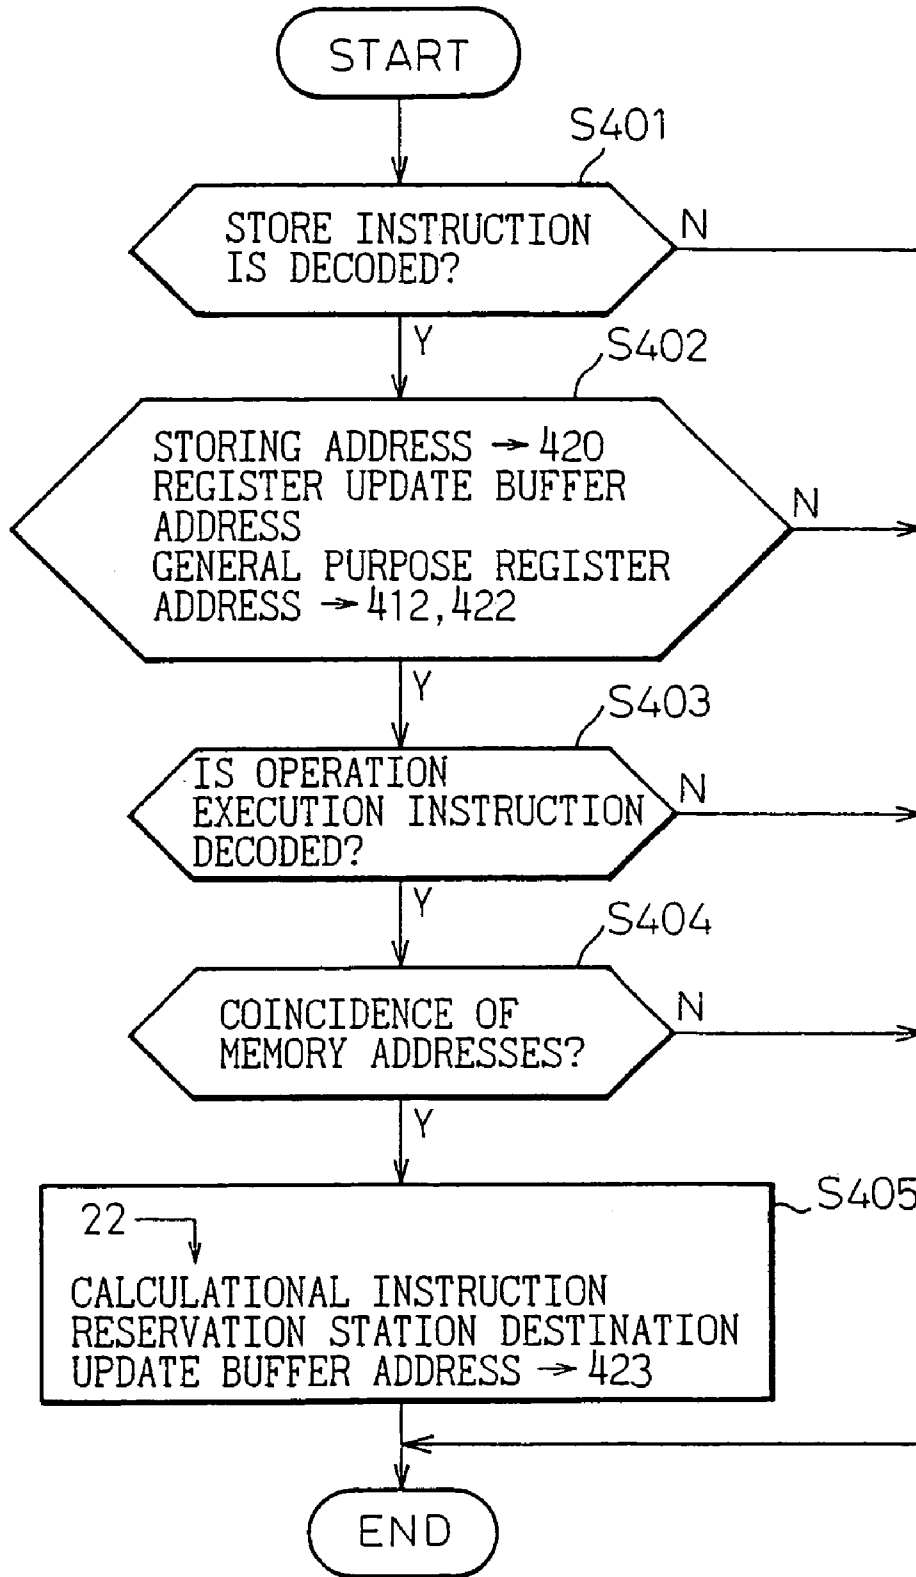 START
S401
STORE INSTRUCTION
IS DECODED?
N
Y
S402
STORING ADDRESS → 420
REGISTER UPDATE BUFFER
ADDRESS
GENERAL PURPOSE REGISTER
ADDRESS → 412, 422
N
Y
S403
IS OPERATION
EXECUTION INSTRUCTION
DECODED?
N
Y
S404
COINCIDENCE OF
MEMORY ADDRESSES?
N
Y
S405
22
CALCULATIONAL INSTRUCTION
RESERVATION STATION DESTINATION
UPDATE BUFFER ADDRESS → 423
END